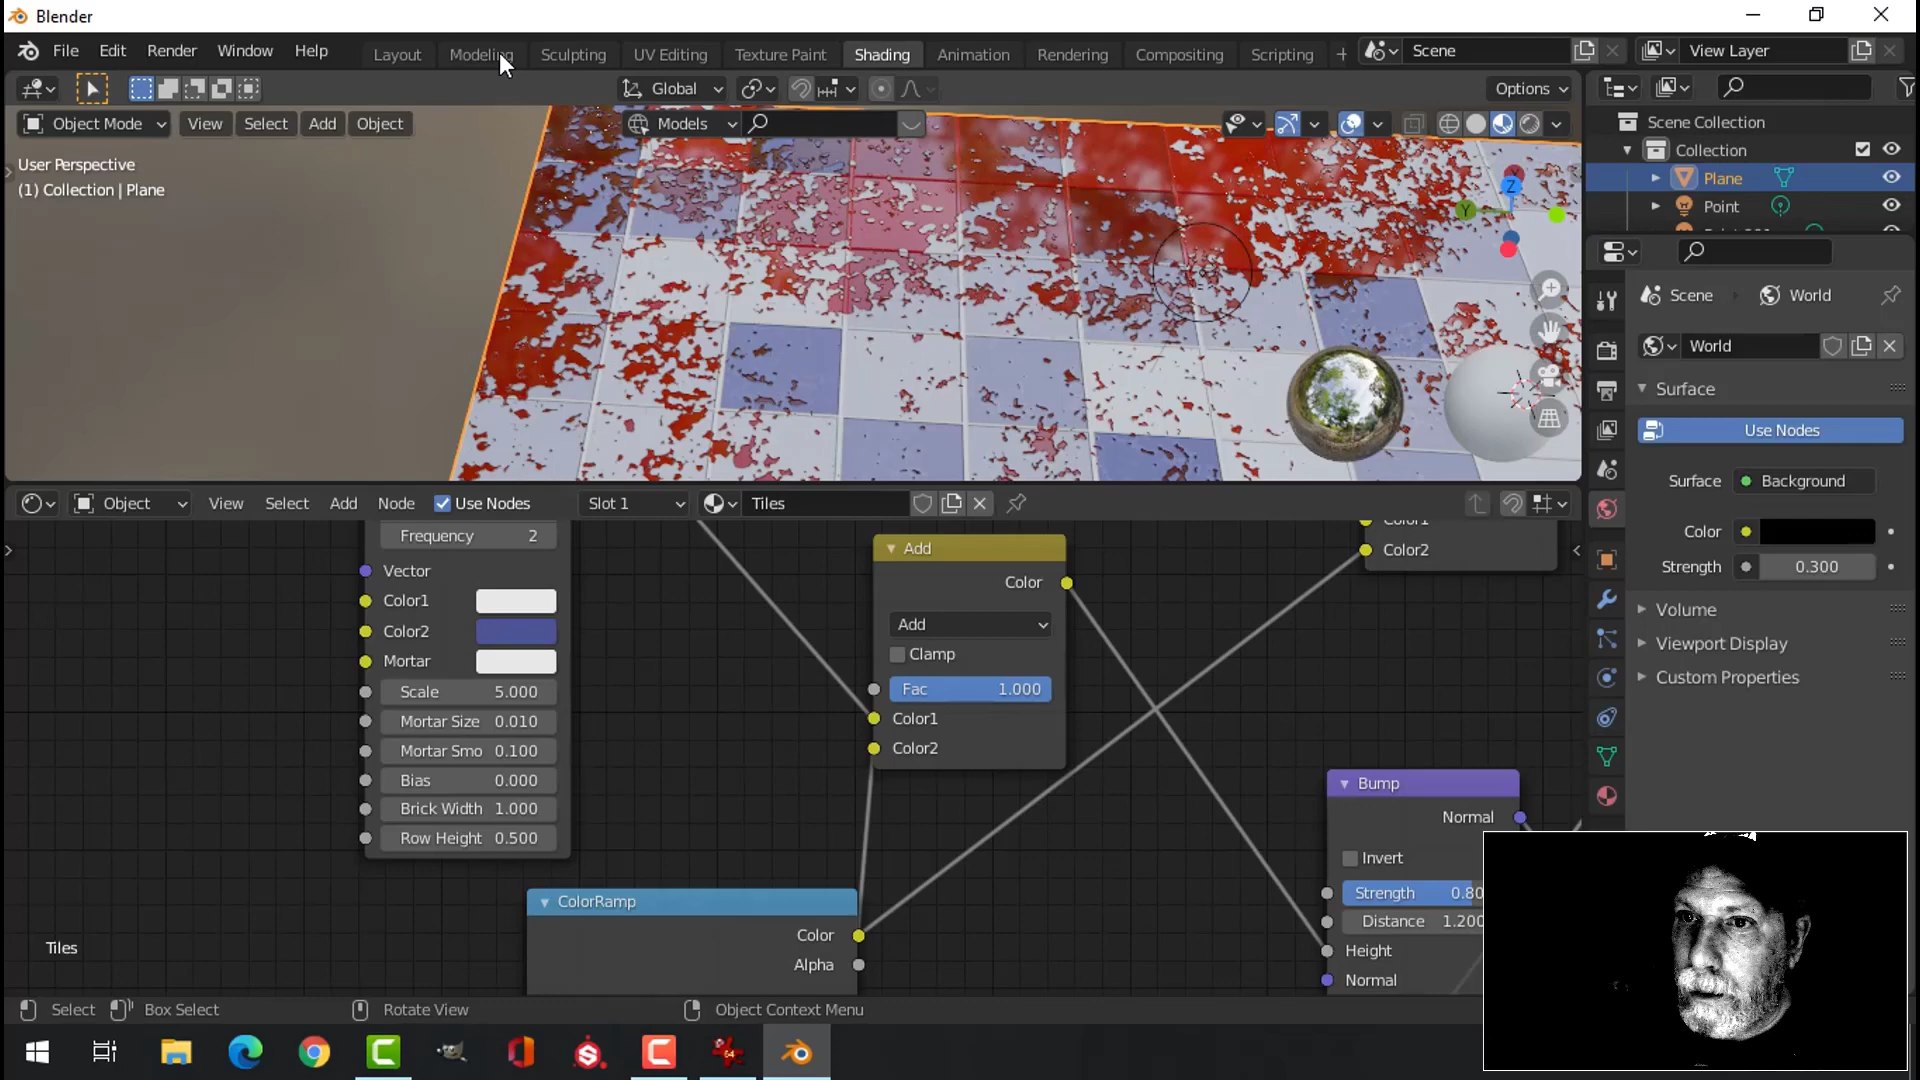 Blender
File Edit Render Window Help Layout Modeling Sculpting UV Editing Texture Paint Shading Animation Rendering Compositing Scripting + Scene View Layer
Global Options
Object Mode View Select Add Object Models
User Perspective
(1) Collection | Plane
X
Y
Z
Scene Collection
Collection
Plane
Point
Scene World
World
Surface
Use Nodes
Surface Background
Color
Strength 0.300
Volume
Viewport Display
Custom Properties
Object View Select Add Node Use Nodes Slot 1 Tiles
Frequency 2
Vector
Color1
Color2
Mortar
Scale 5.000
Mortar Size 0.010
Mortar Smo 0.100
Bias 0.000
Brick Width 1.000
Row Height 0.500
Add
Color
Add
Clamp
Fac 1.000
Color1
Color2
Color1
Color2
ColorRamp
Color
Alpha
Bump
Normal
Invert
Strength 0.80
Distance 1.200
Height
Normal
Tiles
Select Box Select Rotate View Object Context Menu